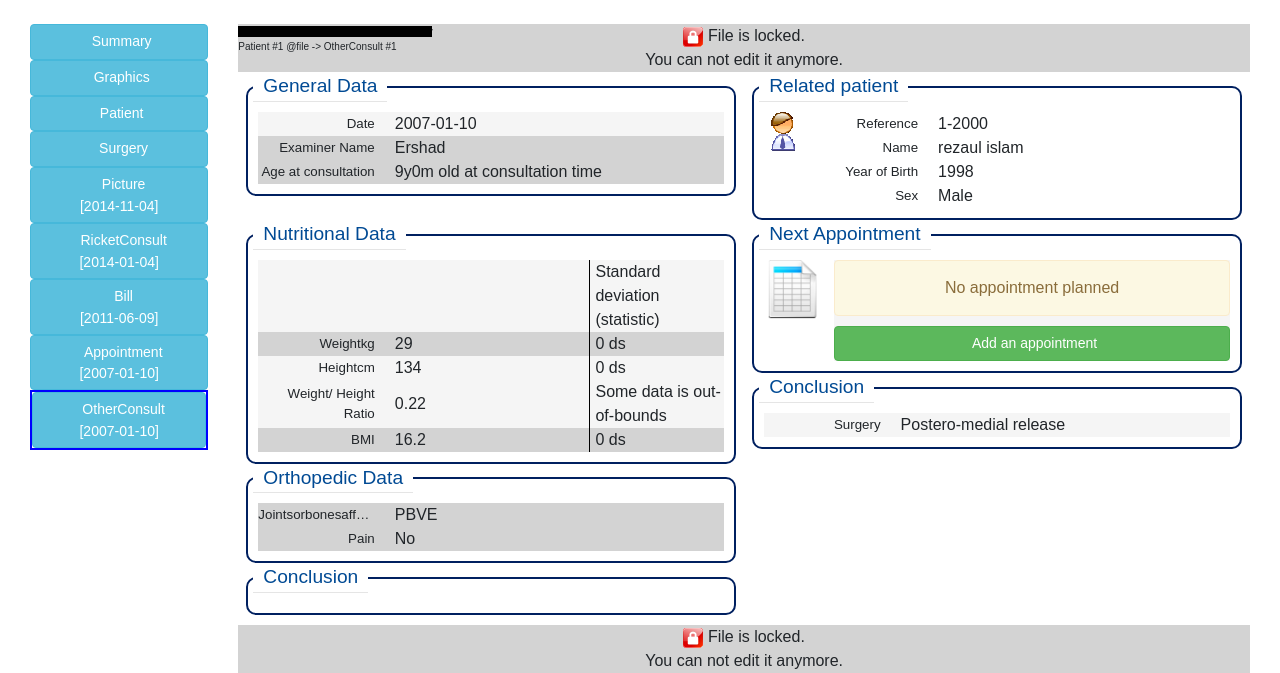 Summary
Graphics
Patient
Surgery
Picture
[2014-11-04]
RicketConsult
[2014-01-04]
Bill
[2011-06-09]
Appointment
[2007-01-10]
OtherConsult
[2007-01-10]
Patient #1 @file -> OtherConsult #1
File is locked.
You can not edit it anymore.
General Data
Date 2007-01-10
Examiner Name Ershad
Age at consultation 9y0m old at consultation time
Related patient
Reference 1-2000
Name rezaul islam
Year of Birth 1998
Sex Male
Nutritional Data
Standard
deviation
(statistic)
Weightkg 29 0 ds
Heightcm 134 0 ds
Weight/ Height
Ratio
0.22
Some data is out-
of-bounds
BMI 16.2 0 ds
Next Appointment
No appointment planned
Add an appointment
Conclusion
Surgery Postero-medial release
Orthopedic Data
Jointsorbonesaff… PBVE
Pain No
Conclusion
File is locked.
You can not edit it anymore.